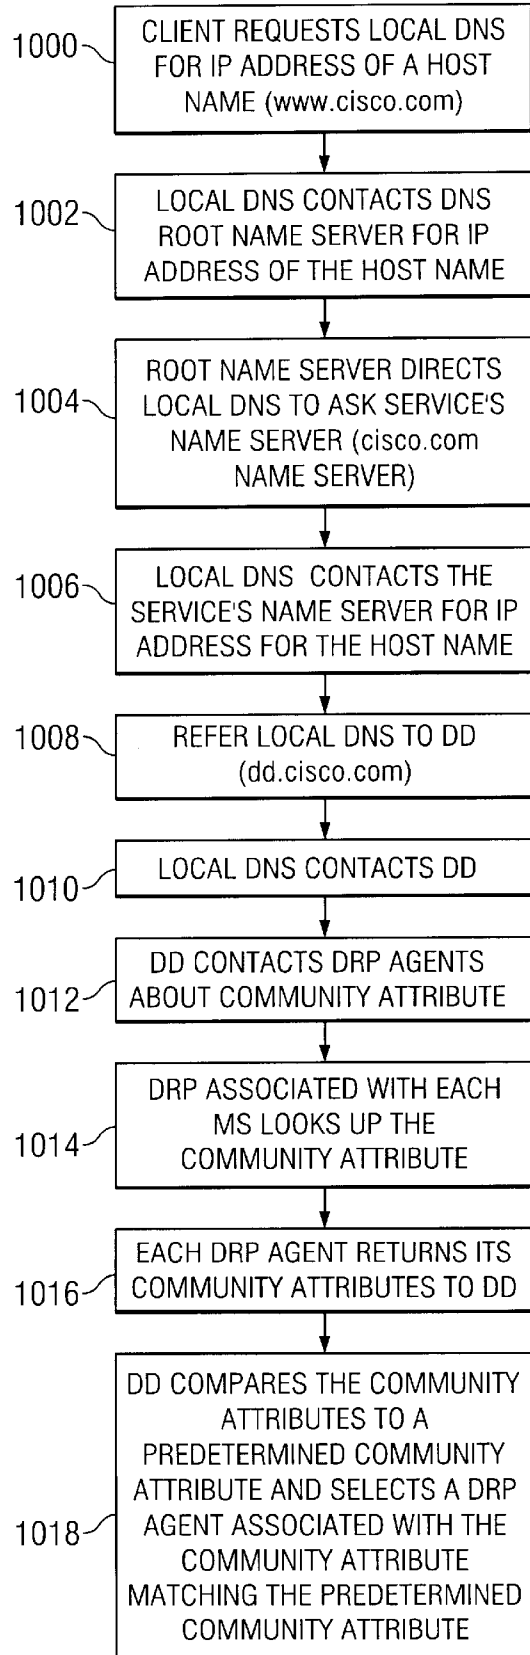 1000
CLIENT REQUESTS LOCAL DNS
FOR IP ADDRESS OF A HOST
NAME (www.cisco.com)
1002
LOCAL DNS CONTACTS DNS
ROOT NAME SERVER FOR IP
ADDRESS OF THE HOST NAME
1004
ROOT NAME SERVER DIRECTS
LOCAL DNS TO ASK SERVICE'S
NAME SERVER (cisco.com
NAME SERVER)
1006
LOCAL DNS CONTACTS THE
SERVICE'S NAME SERVER FOR IP
ADDRESS FOR THE HOST NAME
1008
REFER LOCAL DNS TO DD
(dd.cisco.com)
1010
LOCAL DNS CONTACTS DD
1012
DD CONTACTS DRP AGENTS
ABOUT COMMUNITY ATTRIBUTE
1014
DRP ASSOCIATED WITH EACH
MS LOOKS UP THE
COMMUNITY ATTRIBUTE
1016
EACH DRP AGENT RETURNS ITS
COMMUNITY ATTRIBUTES TO DD
1018
DD COMPARES THE COMMUNITY
ATTRIBUTES TO A
PREDETERMINED COMMUNITY
ATTRIBUTE AND SELECTS A DRP
AGENT ASSOCIATED WITH THE
COMMUNITY ATTRIBUTE
MATCHING THE PREDETERMINED
COMMUNITY ATTRIBUTE